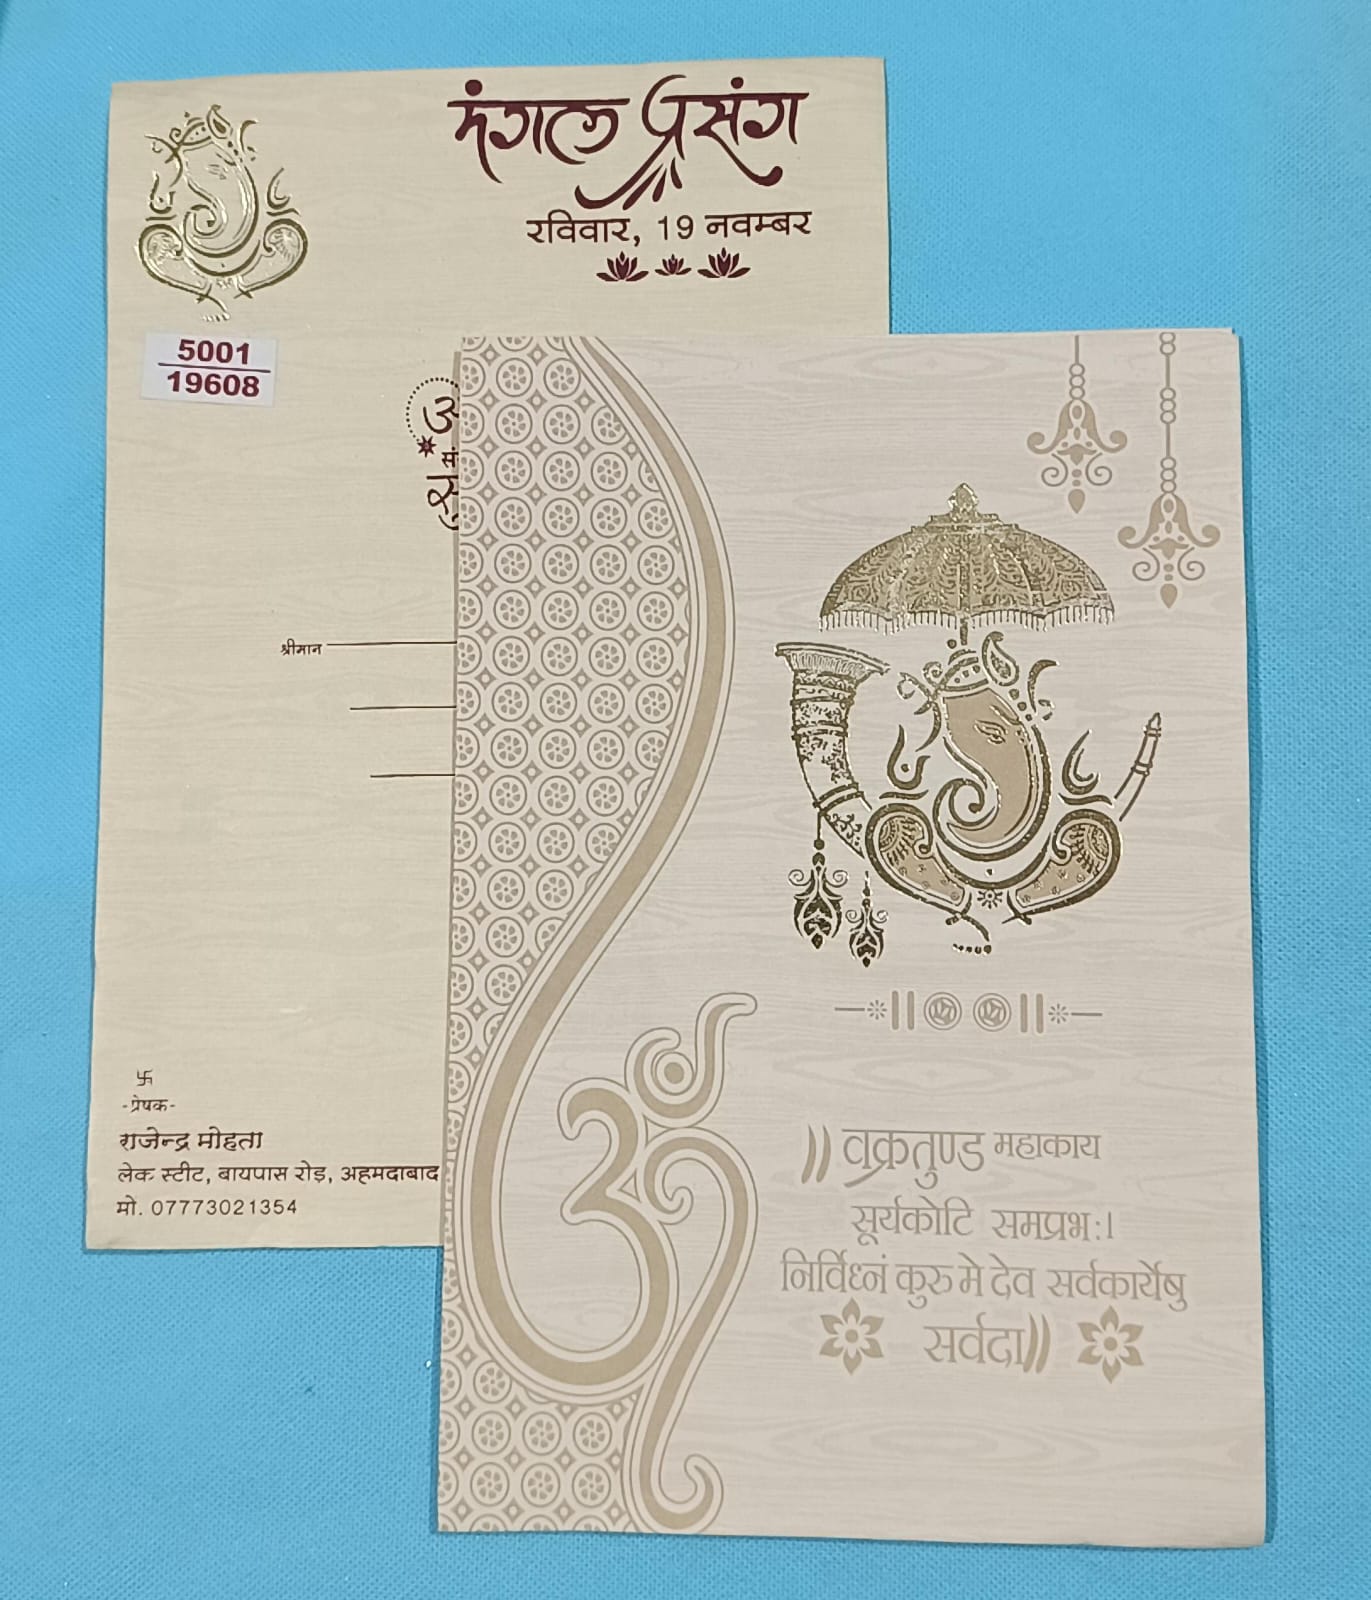 मंगल प्रसंग
रविवार, 19 नवम्बर
5001
19608
श्रीमान
卐
-प्रेषक-
राजेन्द्र मोहता
लेक स्टीट, बायपास रोड़, अहमदाबाद
मो. 07773021354
ॐ
॥ वक्रतुण्ड महाकाय
सूर्यकोटि समप्रभः।
निर्विध्नं कुरु मे देव सर्वकार्येषु
सर्वदा॥